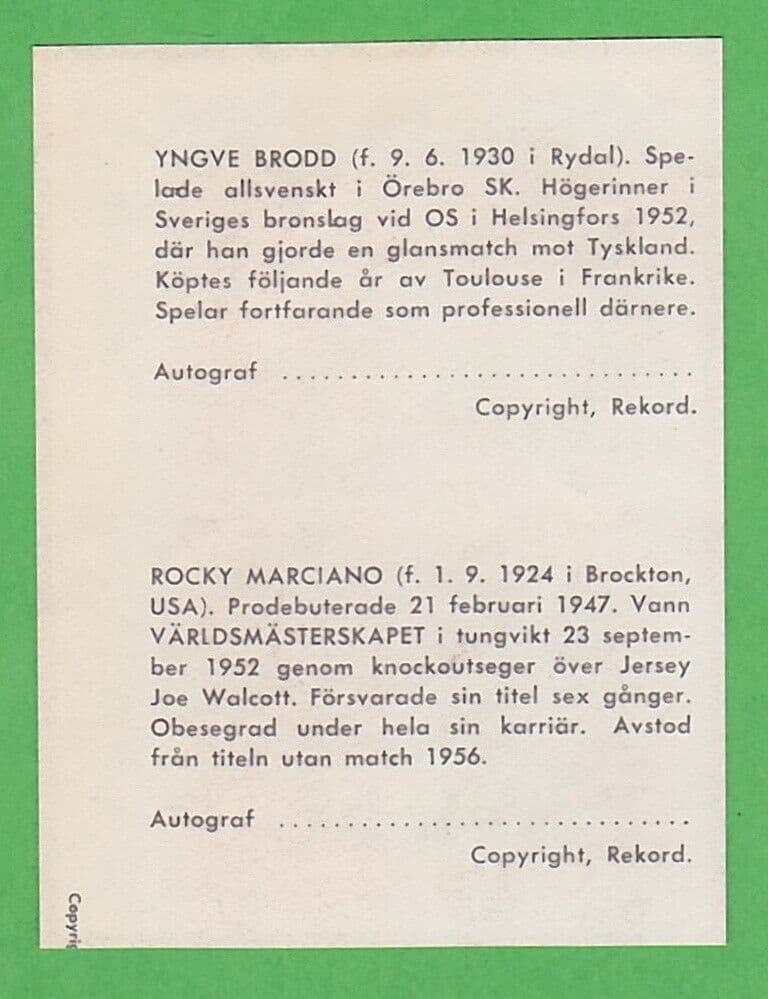 YNGVE BRODD (f. 9. 6. 1930 i Rydal). Spe-
lade allsvenskt i Örebro SK. Högerinner i
Sveriges bronslag vid OS i Helsingfors 1952,
där han gjorde en glansmatch mot Tyskland.
Köptes följande år av Toulouse i Frankrike.
Spelar fortfarande som professionell därnere.
Autograf ..............................
Copyright, Rekord.
ROCKY MARCIANO (f. 1. 9. 1924 i Brockton,
USA). Prodebuterade 21 februari 1947. Vann
VÄRLDSMÄSTERSKAPET i tungvikt 23 septem-
ber 1952 genom knockoutseger över Jersey
Joe Walcott. Försvarade sin titel sex gånger.
Obesegrad under hela sin karriär. Avstod
från titeln utan match 1956.
Autograf ..............................
Copyright, Rekord.